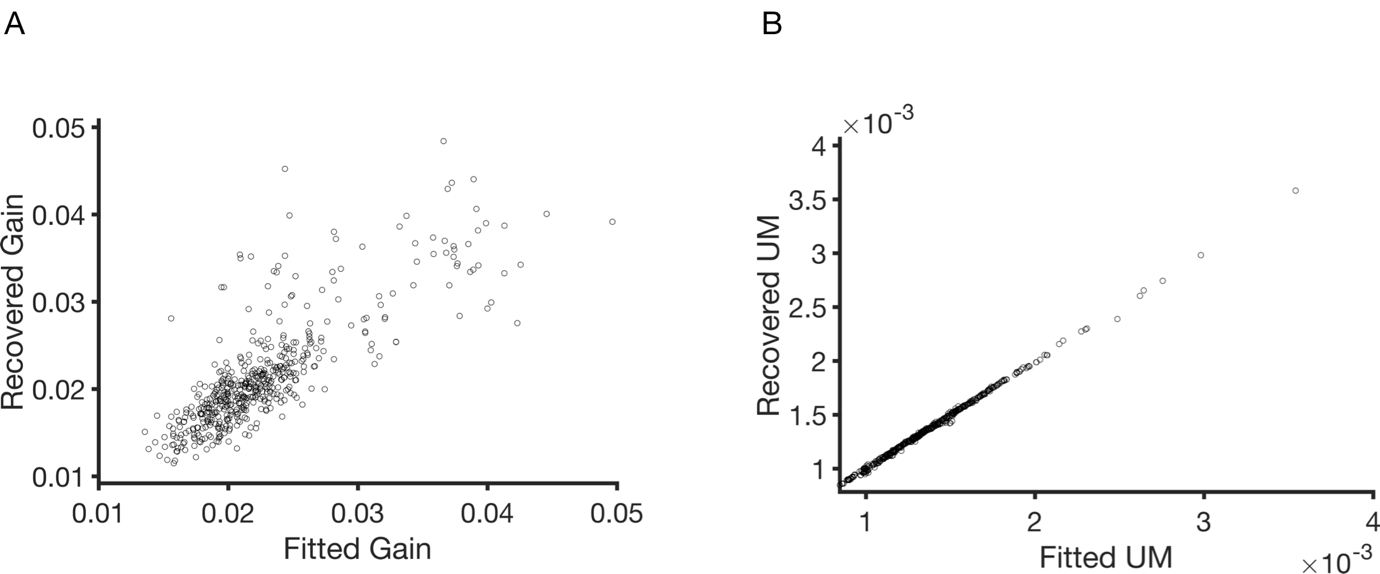 A
B
0.05
0.04
0.03
0.02
0.01
Recovered Gain
0.01 0.02 0.03 0.04 0.05
Fitted Gain
×10-3
4
3.5
3
2.5
2
1.5
1
Recovered UM
1 2 3 4
Fitted UM
×10-3